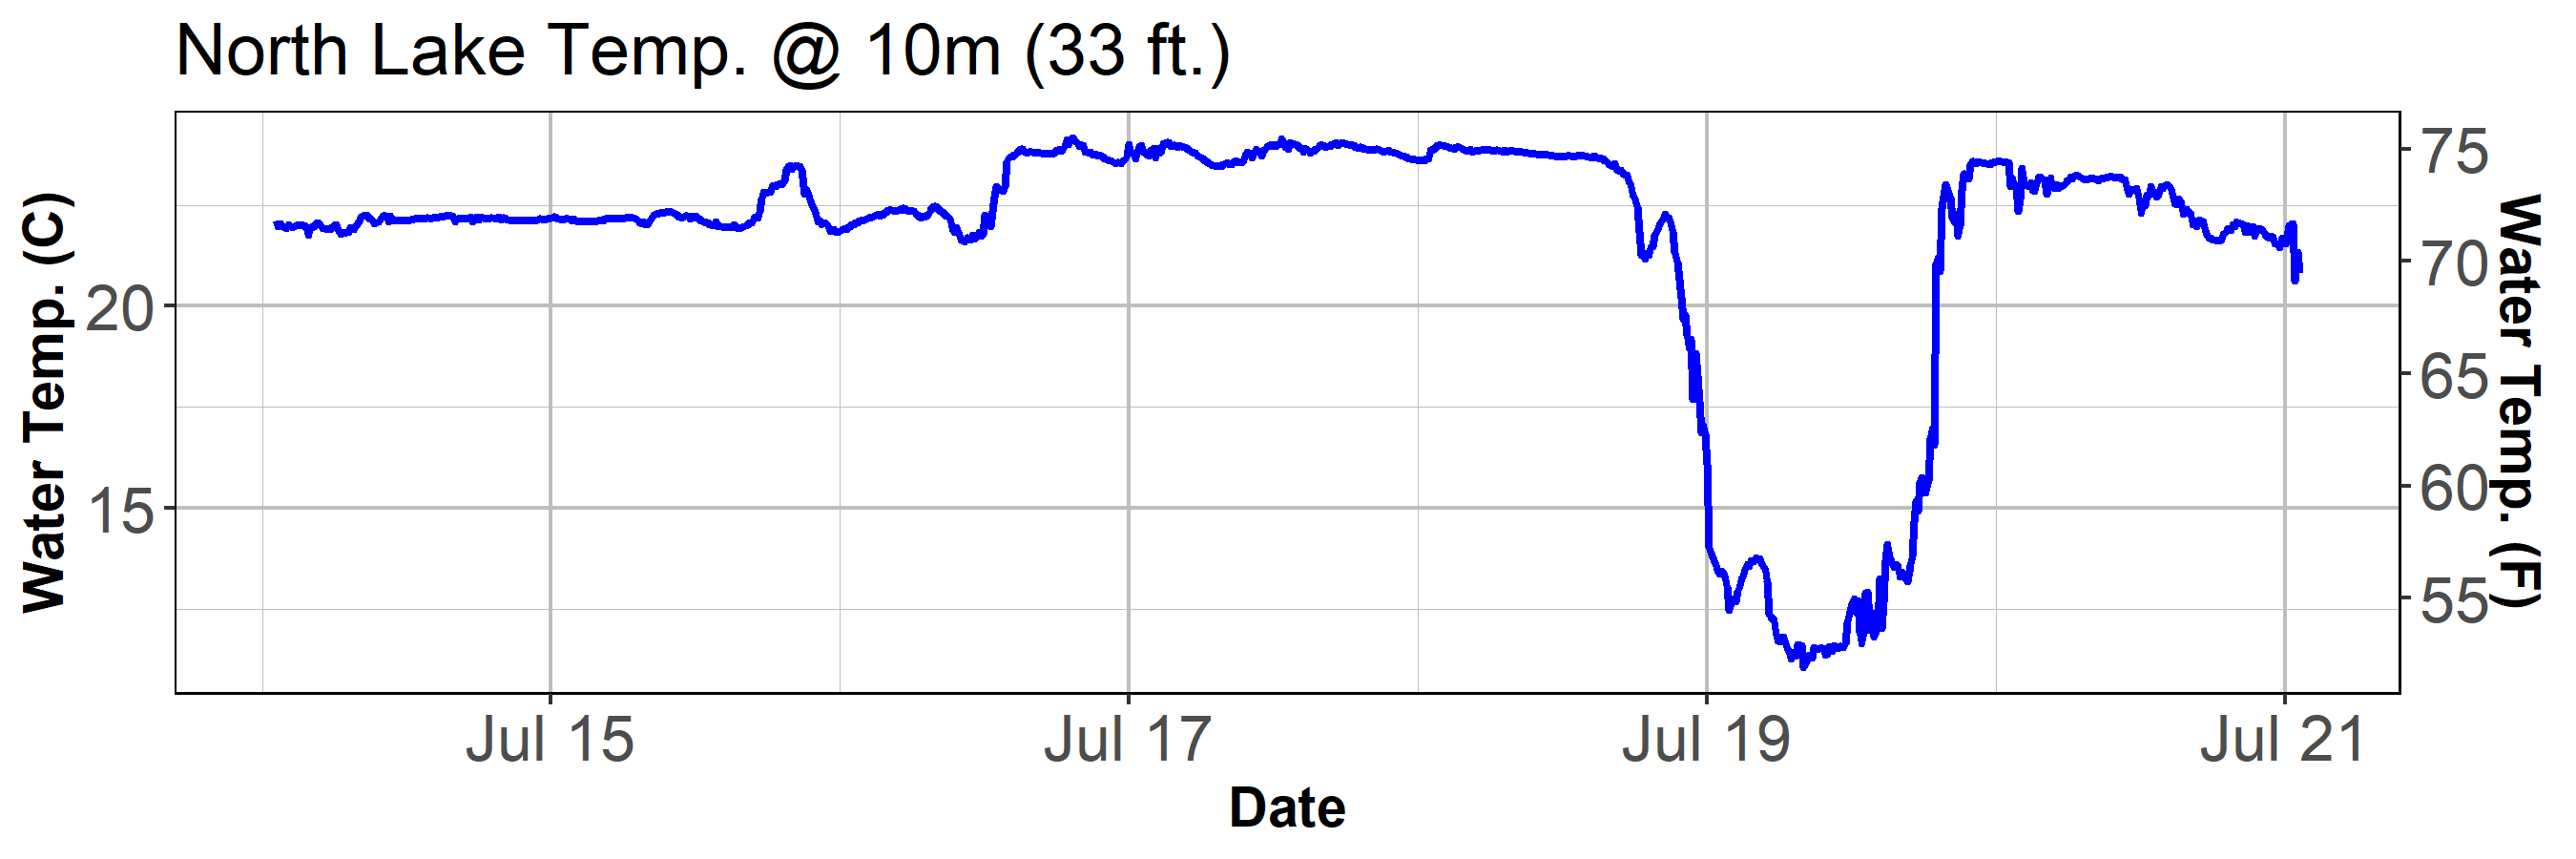 North Lake Temp. @ 10m (33 ft.)
Water Temp. (C)
20
15
75
70
65
60
55
Water Temp. (F)
Jul 15
Jul 17
Jul 19
Jul 21
Date